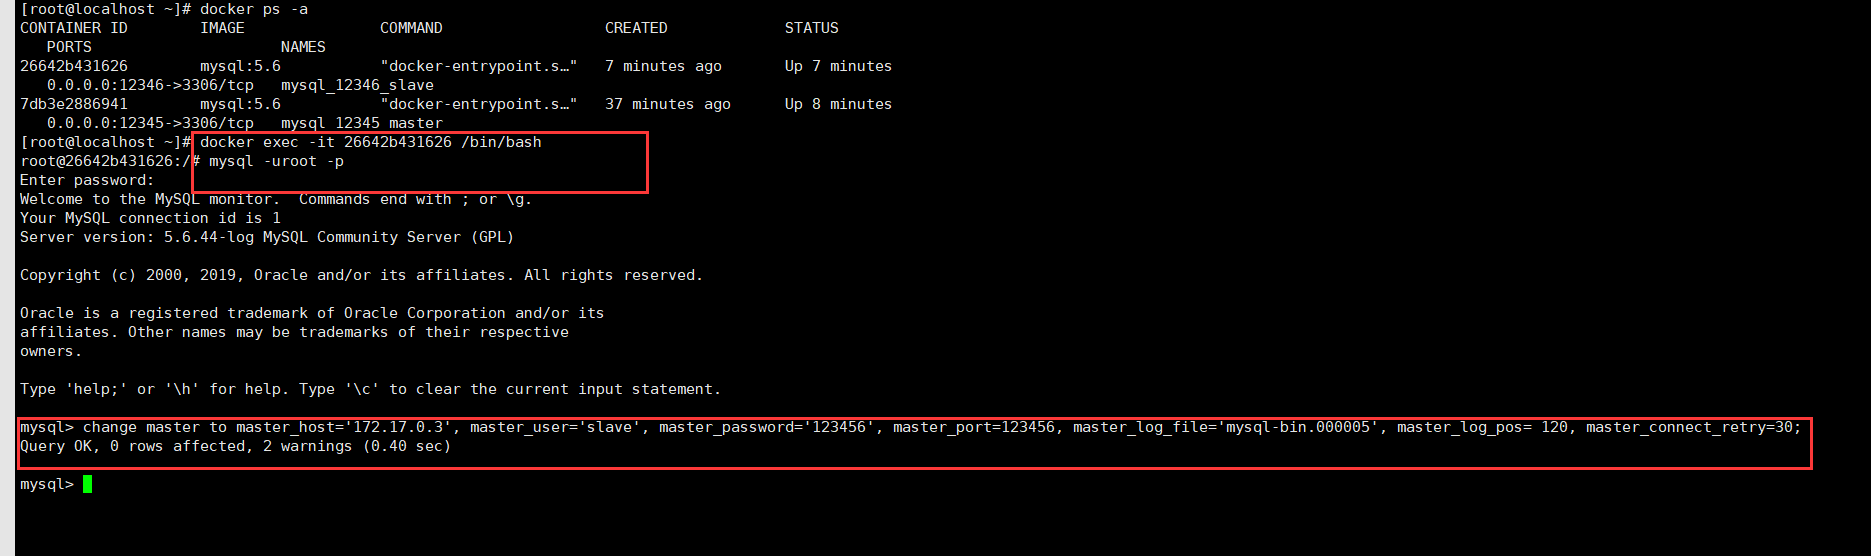 [root@localhost ~]# docker ps -a
CONTAINER ID        IMAGE               COMMAND                  CREATED             STATUS
   PORTS                     NAMES
26642b431626        mysql:5.6           "docker-entrypoint.s…"   7 minutes ago       Up 7 minutes
   0.0.0.0:12346->3306/tcp   mysql_12346_slave
7db3e2886941        mysql:5.6           "docker-entrypoint.s…"   37 minutes ago      Up 8 minutes
   0.0.0.0:12345->3306/tcp   mysql_12345_master
[root@localhost ~]# docker exec -it 26642b431626 /bin/bash
root@26642b431626:/# mysql -uroot -p
Enter password:
Welcome to the MySQL monitor.  Commands end with ; or \g.
Your MySQL connection id is 1
Server version: 5.6.44-log MySQL Community Server (GPL)
Copyright (c) 2000, 2019, Oracle and/or its affiliates. All rights reserved.
Oracle is a registered trademark of Oracle Corporation and/or its
affiliates. Other names may be trademarks of their respective
owners.
Type 'help;' or '\h' for help. Type '\c' to clear the current input statement.
mysql> change master to master_host='172.17.0.3', master_user='slave', master_password='123456', master_port=123456, master_log_file='mysql-bin.000005', master_log_pos= 120, master_connect_retry=30;
Query OK, 0 rows affected, 2 warnings (0.40 sec)
mysql>